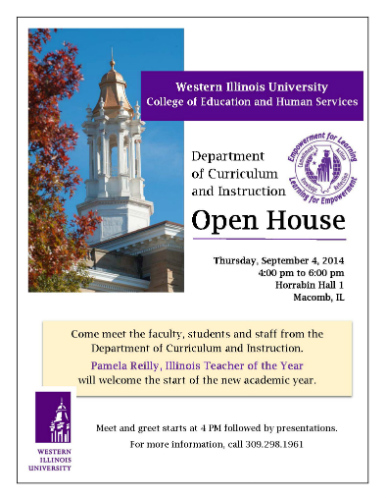 Western Illinois University
College of Education and Human Services
Department
of Curriculum
and Instruction
Empowerment for Learning
Learning for Empowerment
Open House
Thursday, September 4, 2014
4:00 pm to 6:00 pm
Horrabin Hall 1
Macomb, IL
Come meet the faculty, students and staff from the
Department of Curriculum and Instruction.
Pamela Reilly, Illinois Teacher of the Year
will welcome the start of the new academic year.
Meet and greet starts at 4 PM followed by presentations.
For more information, call 309.298.1961
WESTERN
ILLINOIS
UNIVERSITY